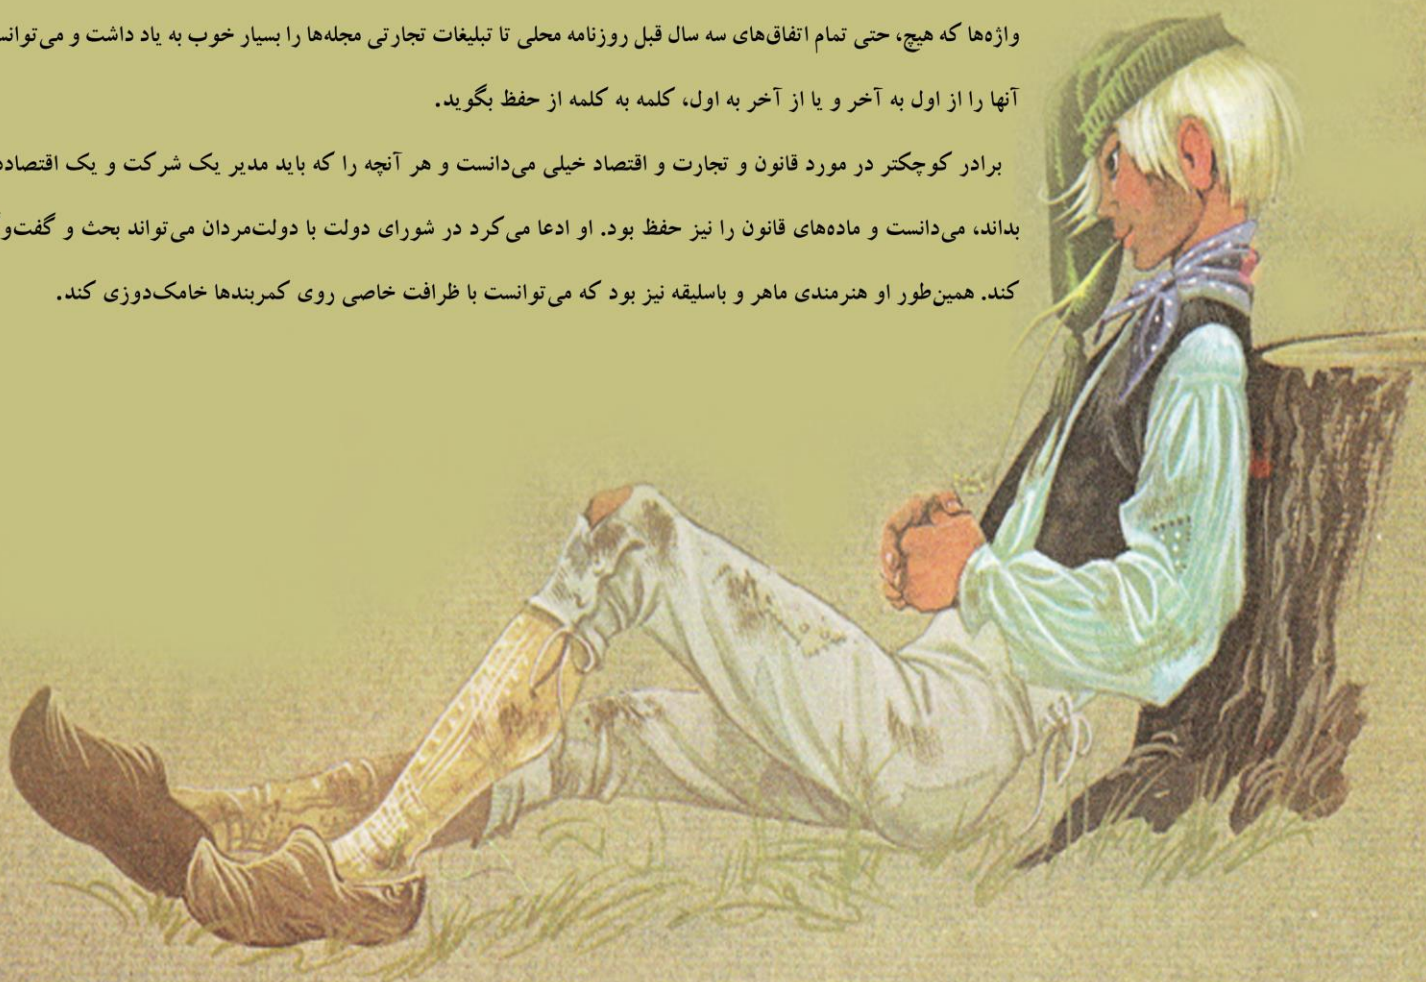 واژه‌ها که هیچ، حتی تمام اتفاق‌های سه سال قبل روزنامه محلی تا تبلیغات تجارتی مجله‌ها را بسیار خوب به یاد داشت و می‌توانس
آنها را از اول به آخر و یا از آخر به اول، کلمه به کلمه از حفظ بگوید.
برادر کوچکتر در مورد قانون و تجارت و اقتصاد خیلی می‌دانست و هر آنچه را که باید مدیر یک شرکت و یک اقتصادد
بداند، می‌دانست و ماده‌های قانون را نیز حفظ بود. او ادعا می‌کرد در شورای دولت با دولت‌مردان می‌تواند بحث و گفت‌و
کند. همین‌طور او هنرمندی ماهر و باسلیقه نیز بود که می‌توانست با ظرافت خاصی روی کمربندها خامک‌دوزی کند.